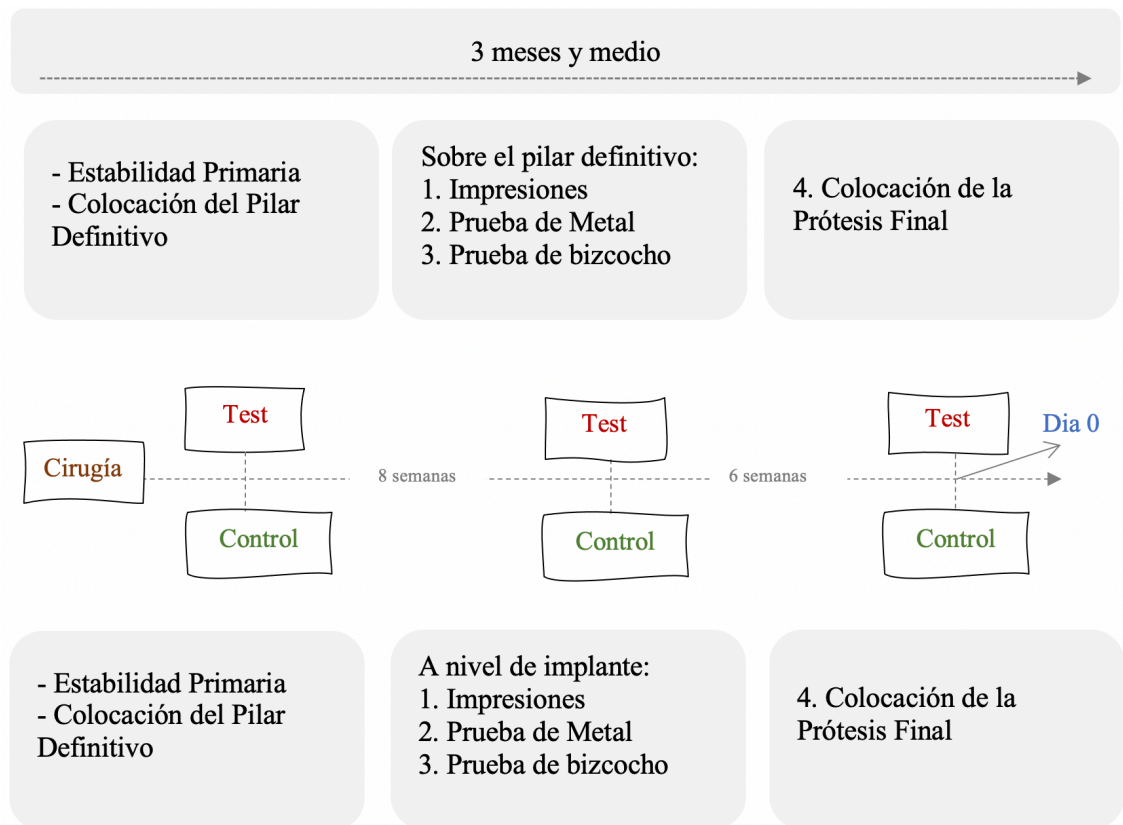 3 meses y medio
- Estabilidad Primaria
- Colocación del Pilar
Definitivo
Sobre el pilar definitivo:
1. Impresiones
2. Prueba de Metal
3. Prueba de bizcocho
4. Colocación de la
Prótesis Final
Cirugía
Test
Control
8 semanas
Test
Control
6 semanas
Test
Control
Dia 0
- Estabilidad Primaria
- Colocación del Pilar
Definitivo
A nivel de implante:
1. Impresiones
2. Prueba de Metal
3. Prueba de bizcocho
4. Colocación de la
Prótesis Final